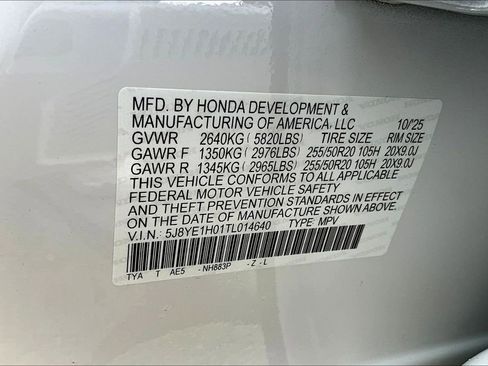 MFD. BY HONDA DEVELOPMENT &
MANUFACTURING OF AMERICA, LLC 10/25
GVWR 2640KG (5820LBS) TIRE SIZE RIM SIZE
GAWR F 1350KG (2976LBS) 255/50R20 105H 20X9.0J
GAWR R 1345KG (2965LBS) 255/50R20 105H 20X9.0J
THIS VEHICLE CONFORMS TO ALL APPLICABLE
FEDERAL MOTOR VEHICLE SAFETY
AND THEFT PREVENTION STANDARDS IN EFFECT
ON THE DATE OF MANUFACTURE SHOWN ABOVE.
V.I.N: 5J8YE1H01TL014640 TYPE: MPV
TYA T AE5 - NH883P - Z - L